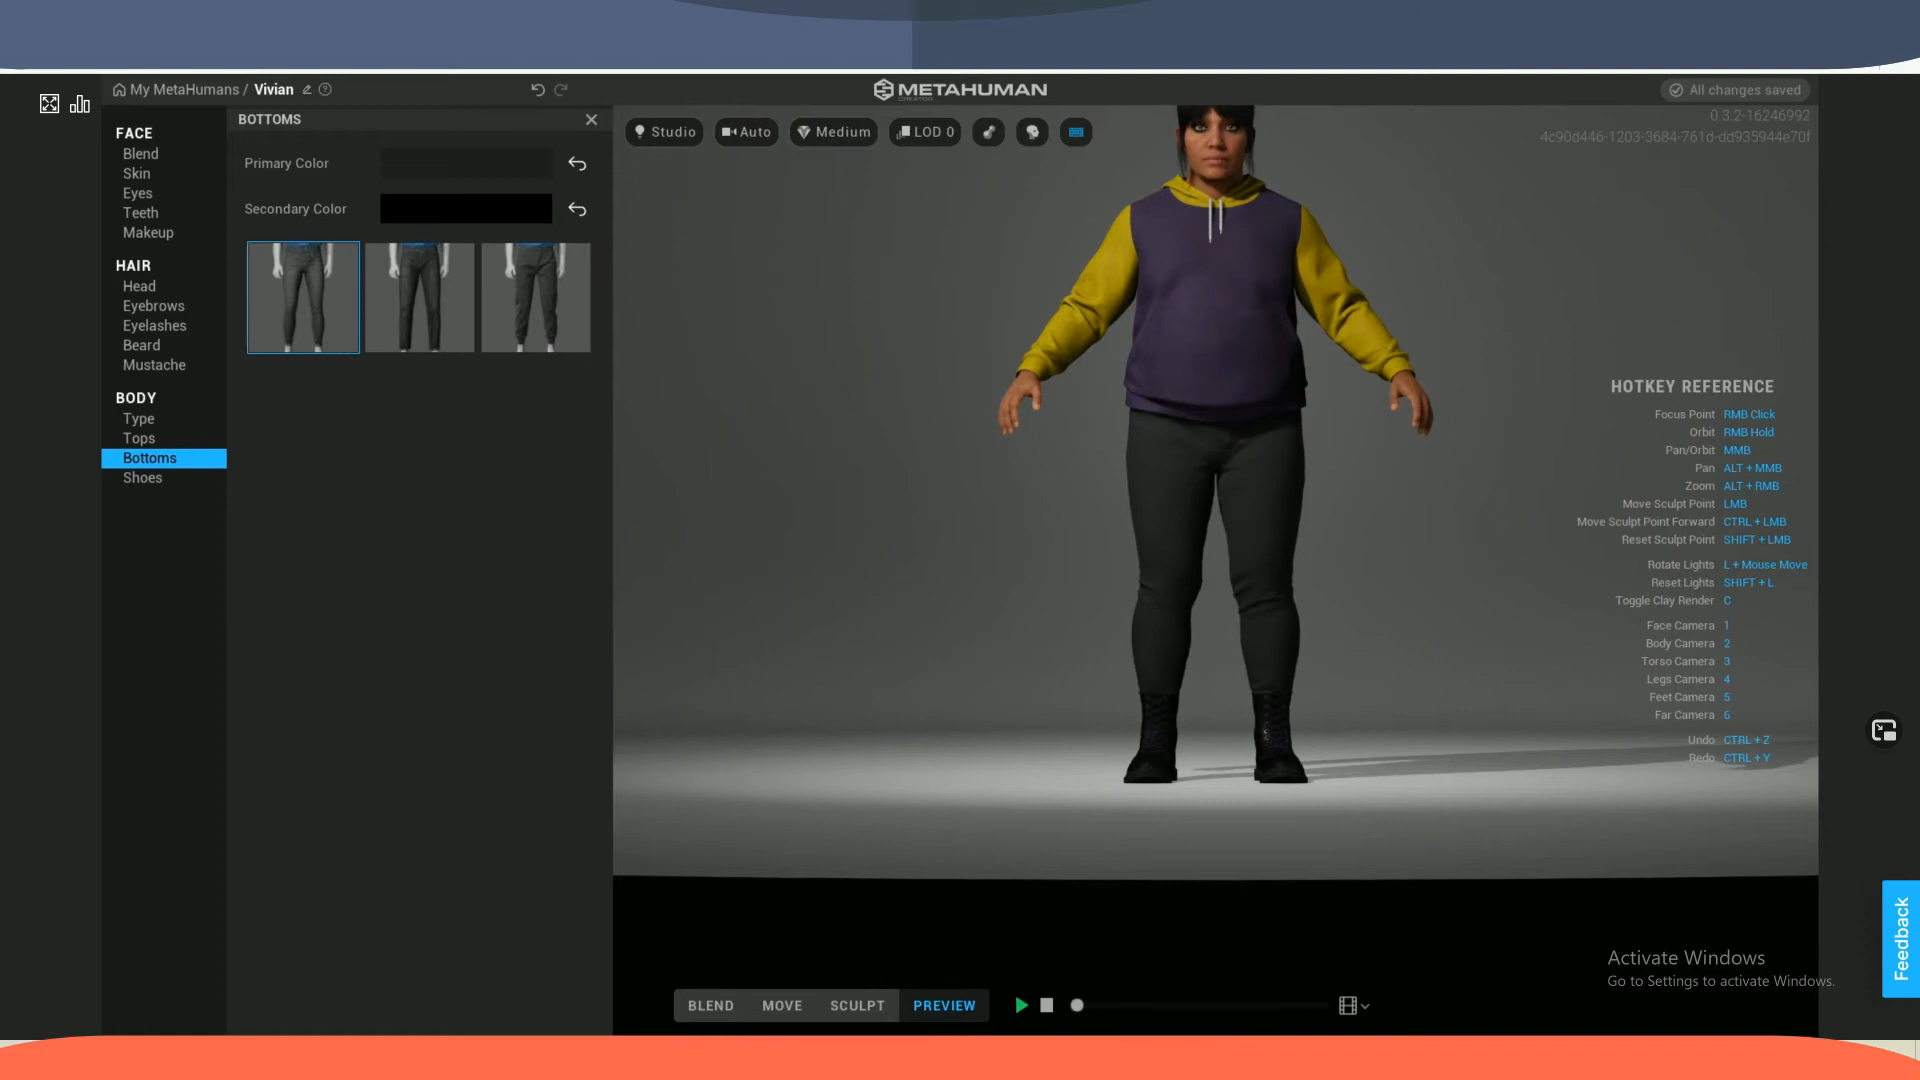 My MetaHumans / Vivian
METAHUMAN
CREATOR
All changes saved
0.3.2-16246992
4c90d446-1203-3684-761d-dd935944e70f
FACE
Blend
Skin
Eyes
Teeth
Makeup
HAIR
Head
Eyebrows
Eyelashes
Beard
Mustache
BODY
Type
Tops
Bottoms
Shoes
BOTTOMS
Primary Color
Secondary Color
Studio
Auto
Medium
LOD 0
HOTKEY REFERENCE
Focus Point RMB Click
Orbit RMB Hold
Pan/Orbit MMB
Pan ALT + MMB
Zoom ALT + RMB
Move Sculpt Point LMB
Move Sculpt Point Forward CTRL + LMB
Reset Sculpt Point SHIFT + LMB
Rotate Lights L + Mouse Move
Reset Lights SHIFT + L
Toggle Clay Render C
Face Camera 1
Body Camera 2
Torso Camera 3
Legs Camera 4
Feet Camera 5
Far Camera 6
Undo CTRL + Z
Redo CTRL + Y
Feedback
Activate Windows
Go to Settings to activate Windows.
BLEND MOVE SCULPT PREVIEW